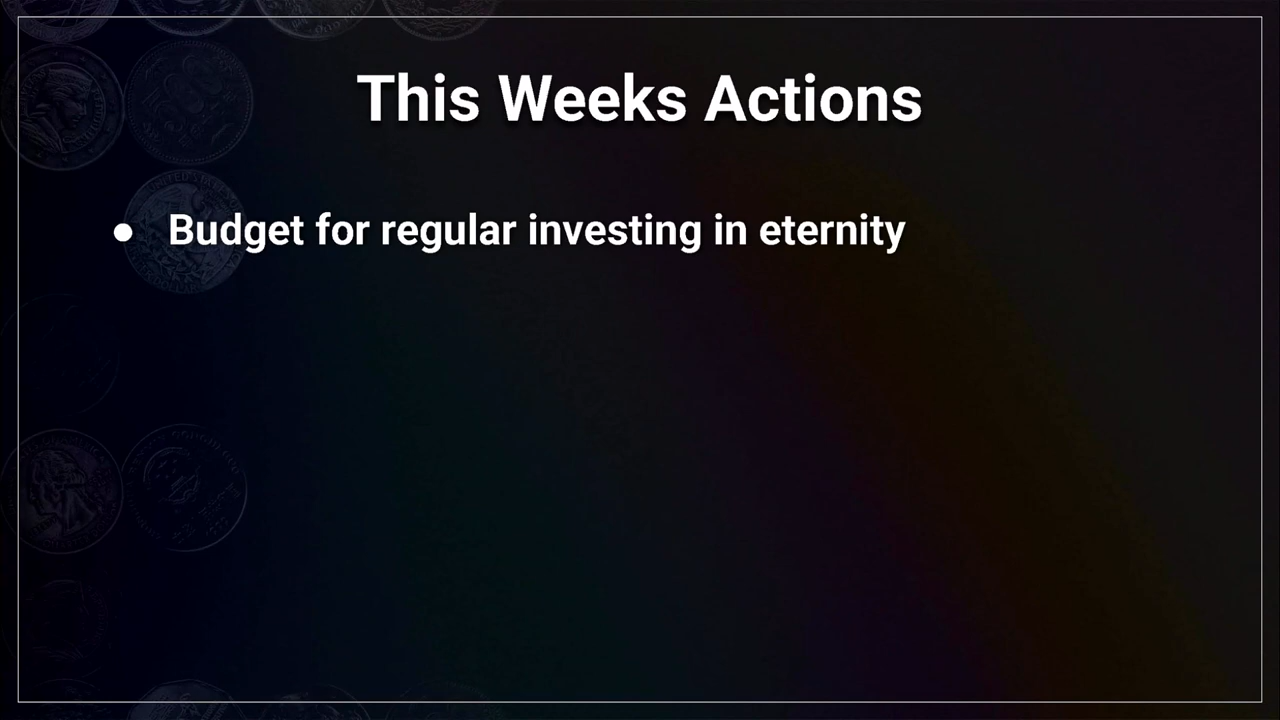 This Weeks Actions
● Budget for regular investing in eternity